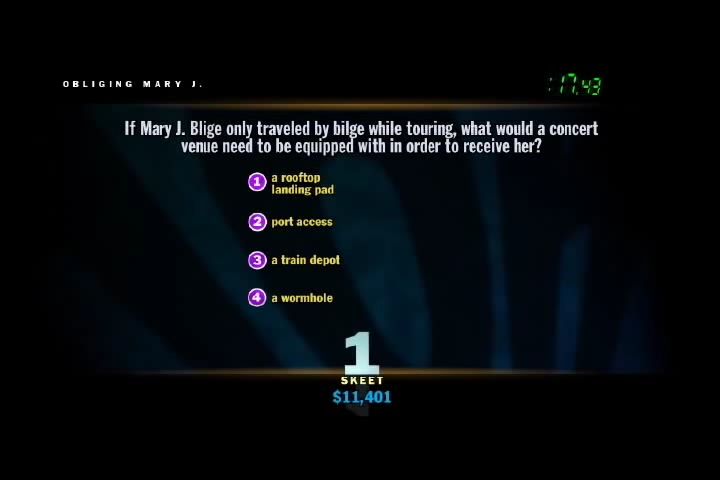 OBLIGING MARY J.
:17.43
If Mary J. Blige only traveled by bilge while touring, what would a concert
venue need to be equipped with in order to receive her?
1 a rooftop
landing pad
2 port access
3 a train depot
4 a wormhole
1
SKEET
$11,401